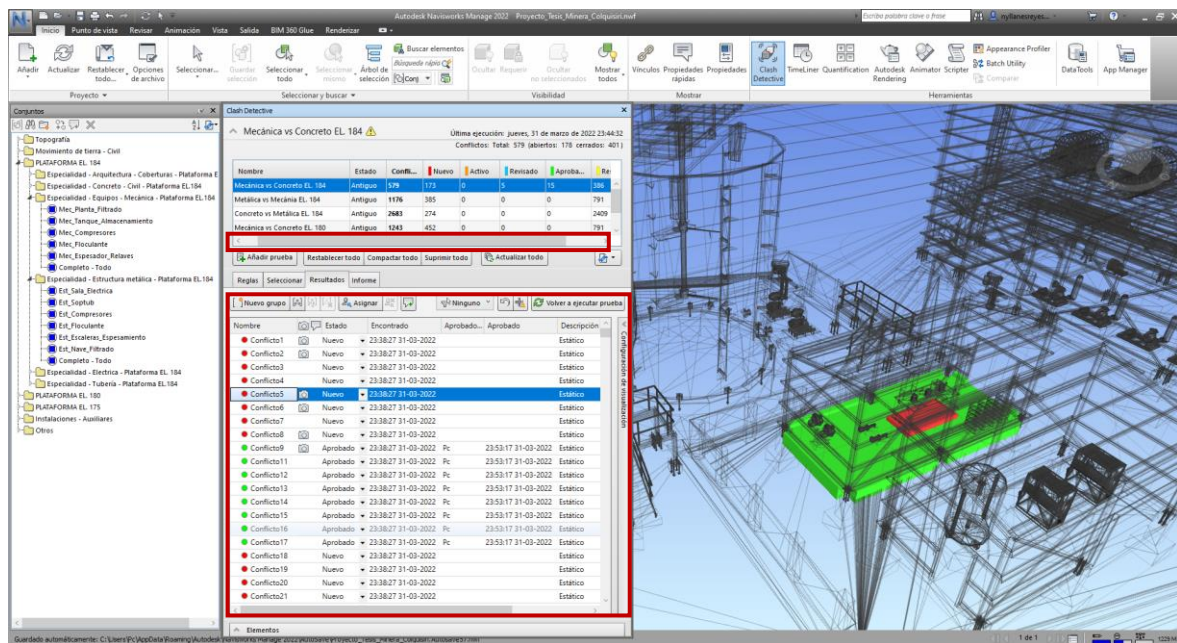 Autodesk Navisworks Manage 2022 Proyecto_Tesis_Minera_Colquisiri.nwf
Escriba palabra clave o frase
nyllanesreyes...
Inicio Punto de vista Revisar Animación Vista Salida BIM 360 Glue Renderizar
Añadir Actualizar Restablecer todo... Opciones de archivo
Seleccionar... Guardar selección Seleccionar todo Seleccionar mismo Árbol de selección
Buscar elementos
Búsqueda rápida
Conj
Ocultar Requerir Ocultar no seleccionados Mostrar todos
Vínculos Propiedades rápidas Propiedades
Clash Detective TimeLiner Quantification Autodesk Rendering Animator Scripter
Appearance Profiler
Batch Utility
Comparar
DataTools App Manager
Proyecto Seleccionar y buscar Visibilidad Mostrar Herramientas
Conjuntos
Topografía
Movimiento de tierra - Civil
PLATAFORMA EL. 184
Especialidad - Arquitectura - Coberturas - Plataforma E
Especialidad - Concreto - Civil - Plataforma EL.184
Especialidad - Equipos - Mecánica - Plataforma EL.184
Mec_Planta_Filtrado
Mec_Tanque_Almacenamiento
Mec_Compresores
Mec_Floculante
Mec_Espesador_Relaves
Completo - Todo
Especialidad - Estructura metálica - Plataforma EL.184
Est_Sala_Electrica
Est_Soptub
Est_Compresores
Est_Floculante
Est_Escaleras_Espesamiento
Est_Nave_Filtrado
Completo - Todo
Especialidad - Electrica - Plataforma EL. 184
Especialidad - Tubería - Plataforma EL.184
PLATAFORMA EL. 180
PLATAFORMA EL. 175
Instalaciones - Auxiliares
Otros
Clash Detective
Mecánica vs Concreto EL. 184
Última ejecución: jueves, 31 de marzo de 2022 23:44:32
Conflictos: Total: 579 (abiertos: 178 cerrados: 401)
Nombre Estado Confli... Nuevo Activo Revisado Aproba... Re
Mecánica vs Concreto EL. 184 Antiguo 579 173 0 5 15 386
Metálica vs Mecánia EL. 184 Antiguo 1176 385 0 0 0 791
Concreto vs Metálica EL. 184 Antiguo 2683 274 0 0 0 2409
Mecánica vs Concreto EL. 180 Antiguo 1243 452 0 0 0 791
Añadir prueba Restablecer todo Compactar todo Suprimir todo Actualizar todo
Reglas Seleccionar Resultados Informe
Nuevo grupo Asignar Ninguno Volver a ejecutar prueba
Nombre Estado Encontrado Aprobado... Aprobado Descripción
Conflicto1 Nuevo 23:38:27 31-03-2022 Estático
Conflicto2 Nuevo 23:38:27 31-03-2022 Estático
Conflicto3 Nuevo 23:38:27 31-03-2022 Estático
Conflicto4 Nuevo 23:38:27 31-03-2022 Estático
Conflicto5 Nuevo 23:38:27 31-03-2022 Estático
Conflicto6 Nuevo 23:38:27 31-03-2022 Estático
Conflicto7 Nuevo 23:38:27 31-03-2022 Estático
Conflicto8 Nuevo 23:38:27 31-03-2022 Estático
Conflicto9 Aprobado 23:38:27 31-03-2022 Pc 23:53:17 31-03-2022 Estático
Conflicto11 Aprobado 23:38:27 31-03-2022 Pc 23:53:17 31-03-2022 Estático
Conflicto12 Aprobado 23:38:27 31-03-2022 Pc 23:53:17 31-03-2022 Estático
Conflicto13 Aprobado 23:38:27 31-03-2022 Pc 23:53:17 31-03-2022 Estático
Conflicto14 Aprobado 23:38:27 31-03-2022 Pc 23:53:17 31-03-2022 Estático
Conflicto15 Aprobado 23:38:27 31-03-2022 Pc 23:53:17 31-03-2022 Estático
Conflicto16 Aprobado 23:38:27 31-03-2022 Pc 23:53:17 31-03-2022 Estático
Conflicto17 Aprobado 23:38:27 31-03-2022 Pc 23:53:17 31-03-2022 Estático
Conflicto18 Nuevo 23:38:27 31-03-2022 Estático
Conflicto19 Nuevo 23:38:27 31-03-2022 Estático
Conflicto20 Nuevo 23:38:27 31-03-2022 Estático
Conflicto21 Nuevo 23:38:27 31-03-2022 Estático
Configuración de visualización
Elementos
Guardado automáticamente: C:\Users\Pc\AppData\Roaming\Autodesk Navisworks Manage 2022\AutoSave\Proyecto_Tesis_Minera_Colquisiri.Autosave57.nwf
1 de 1